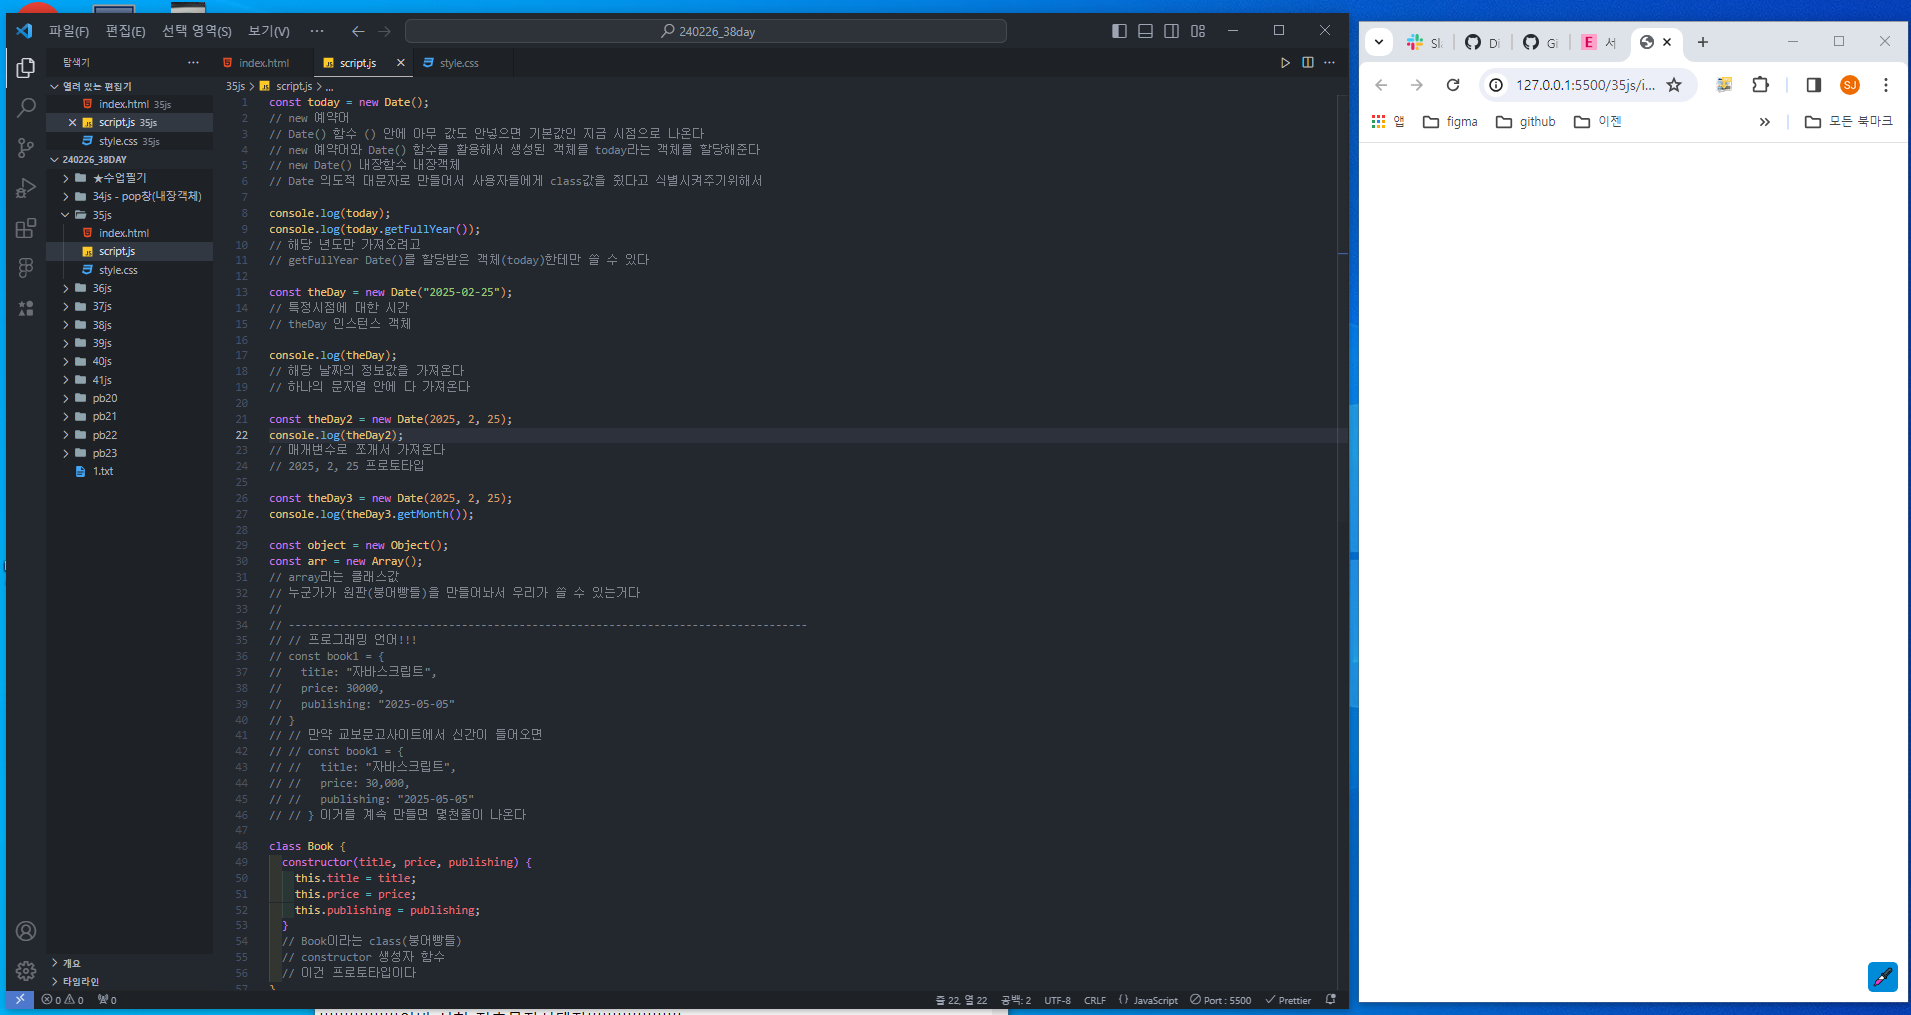 파일(F) 편집(E) 선택 영역(S) 보기(V) ···
240226_38day
탐색기 ···
열려 있는 편집기
index.html 35js
script.js 35js
style.css 35js
240226_38DAY
★수업필기
34js - pop창(내장객체)
35js
index.html
script.js
style.css
36js
37js
38js
39js
40js
41js
pb20
pb21
pb22
pb23
1.txt
개요
타임라인
index.html script.js style.css
35js > script.js > ...
1 const today = new Date();
2 // new 예약어
3 // Date() 함수 () 안에 아무 값도 안넣으면 기본값인 지금 시점으로 나온다
4 // new 예약어와 Date() 함수를 활용해서 생성된 객체를 today라는 객체를 할당해준다
5 // new Date() 내장함수 내장객체
6 // Date 의도적 대문자로 만들어서 사용자들에게 class값을 줬다고 식별시켜주기위해서
7
8 console.log(today);
9 console.log(today.getFullYear());
10 // 해당 년도만 가져오려고
11 // getFullYear Date()를 할당받은 객체(today)한테만 쓸 수 있다
12
13 const theDay = new Date("2025-02-25");
14 // 특정시점에 대한 시간
15 // theDay 인스턴스 객체
16
17 console.log(theDay);
18 // 해당 날짜의 정보값을 가져온다
19 // 하나의 문자열 안에 다 가져온다
20
21 const theDay2 = new Date(2025, 2, 25);
22 console.log(theDay2);
23 // 매개변수로 쪼개서 가져온다
24 // 2025, 2, 25 프로토타입
25
26 const theDay3 = new Date(2025, 2, 25);
27 console.log(theDay3.getMonth());
28
29 const object = new Object();
30 const arr = new Array();
31 // array라는 클래스값
32 // 누군가가 원판(붕어빵틀)을 만들어놔서 우리가 쓸 수 있는거다
33 //
34 // ---------------------------------------------------------------------------------
35 // // 프로그래밍 언어!!!
36 // const book1 = {
37 //   title: "자바스크립트",
38 //   price: 30000,
39 //   publishing: "2025-05-05"
40 // }
41 // // 만약 교보문고사이트에서 신간이 들어오면
42 // // const book1 = {
43 // //   title: "자바스크립트",
44 // //   price: 30,000,
45 // //   publishing: "2025-05-05"
46 // // } 이거를 계속 만들면 몇천줄이 나온다
47
48 class Book {
49   constructor(title, price, publishing) {
50     this.title = title;
51     this.price = price;
52     this.publishing = publishing;
53   }
54   // Book이라는 class(붕어빵틀)
55   // constructor 생성자 함수
56   // 이건 프로토타입이다
57 }
0 0 0
줄 22, 열 22 공백: 2 UTF-8 CRLF {} JavaScript Port : 5500 Prettier
Di Gi E 서
127.0.0.1:5500/35js/i... SJ
앱 figma github 이젠 » 모든 북마크